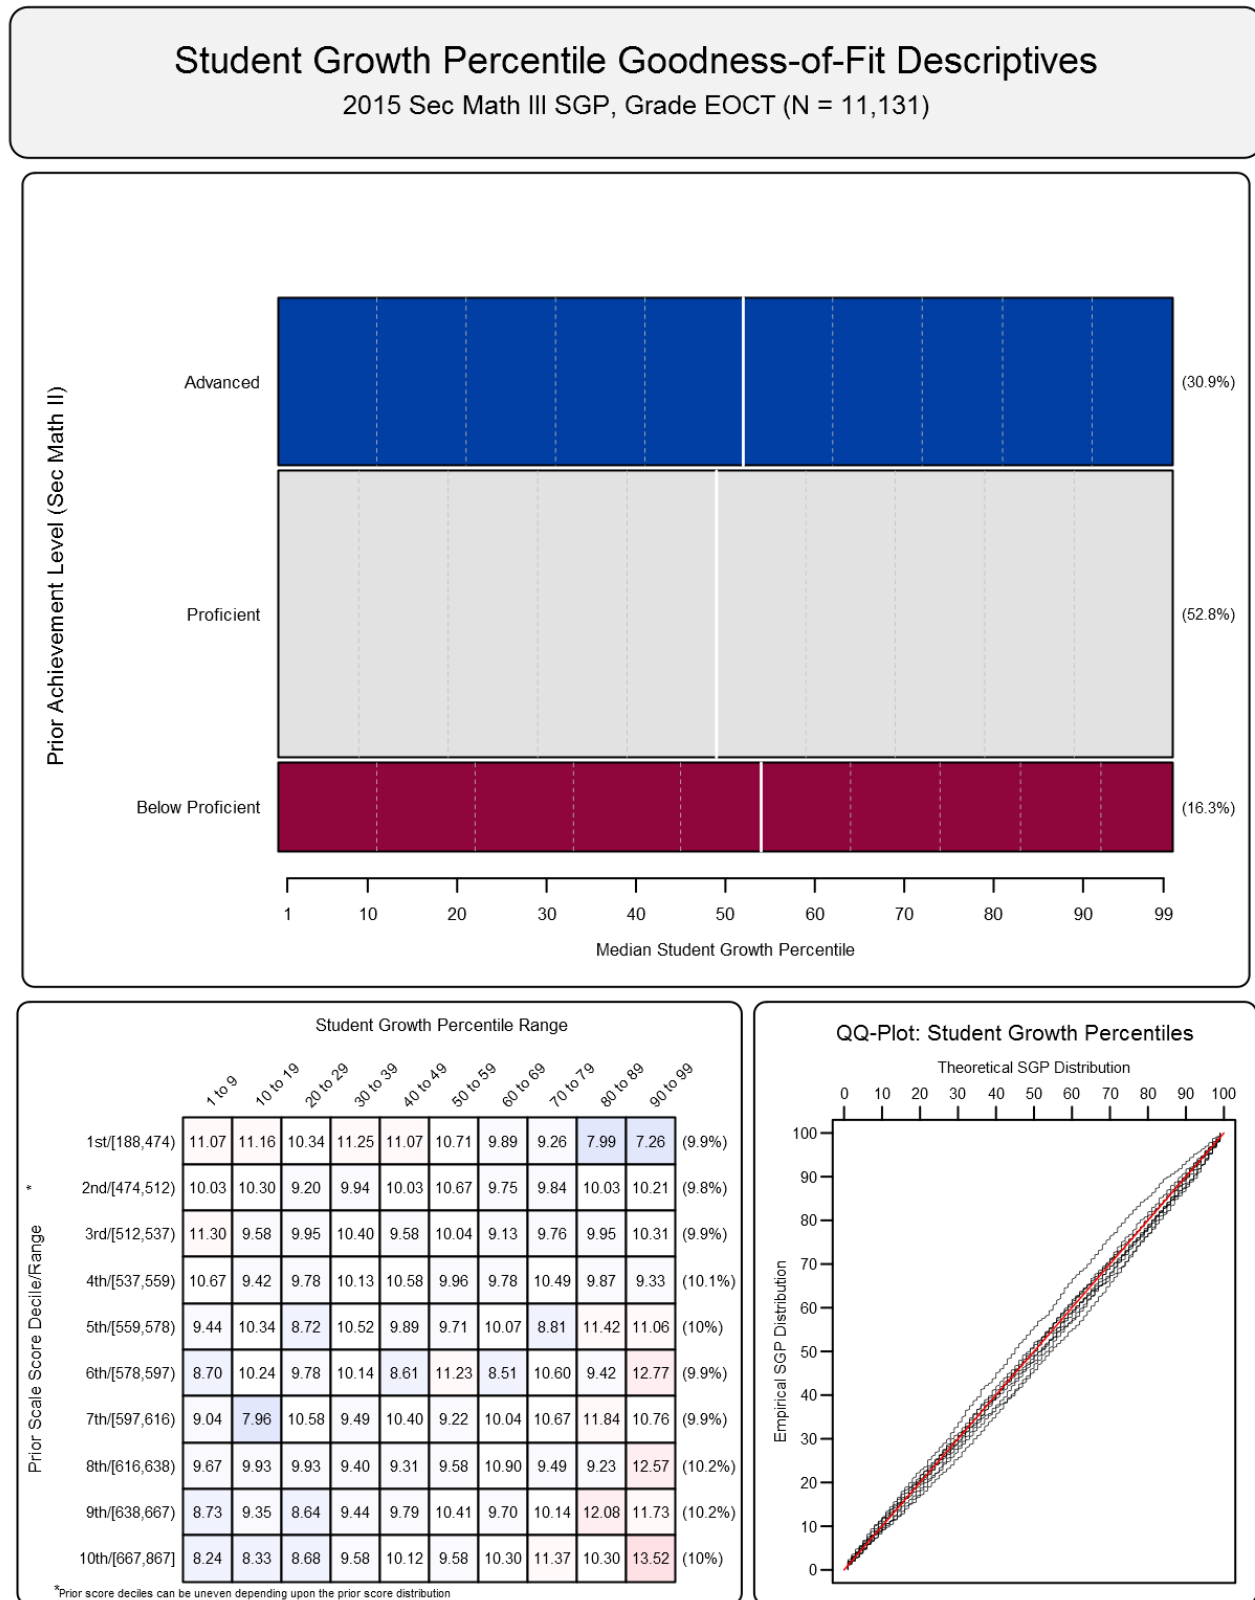 Student Growth Percentile Goodness-of-Fit Descriptives
2015 Sec Math III SGP, Grade EOCT (N = 11,131)
Prior Achievement Level (Sec Math II)
Advanced
(30.9%)
Proficient
(52.8%)
Below Proficient
(16.3%)
1 10 20 30 40 50 60 70 80 90 99
Median Student Growth Percentile
Student Growth Percentile Range
1 to 9 10 to 19 20 to 29 30 to 39 40 to 49 50 to 59 60 to 69 70 to 79 80 to 89 90 to 99
Prior Scale Score Decile/Range *
1st/[188,474) 11.07 11.16 10.34 11.25 11.07 10.71 9.89 9.26 7.99 7.26 (9.9%)
2nd/[474,512) 10.03 10.30 9.20 9.94 10.03 10.67 9.75 9.84 10.03 10.21 (9.8%)
3rd/[512,537) 11.30 9.58 9.95 10.40 9.58 10.04 9.13 9.76 9.95 10.31 (9.9%)
4th/[537,559) 10.67 9.42 9.78 10.13 10.58 9.96 9.78 10.49 9.87 9.33 (10.1%)
5th/[559,578) 9.44 10.34 8.72 10.52 9.89 9.71 10.07 8.81 11.42 11.06 (10%)
6th/[578,597) 8.70 10.24 9.78 10.14 8.61 11.23 8.51 10.60 9.42 12.77 (9.9%)
7th/[597,616) 9.04 7.96 10.58 9.49 10.40 9.22 10.04 10.67 11.84 10.76 (9.9%)
8th/[616,638) 9.67 9.93 9.93 9.40 9.31 9.58 10.90 9.49 9.23 12.57 (10.2%)
9th/[638,667) 8.73 9.35 8.64 9.44 9.79 10.41 9.70 10.14 12.08 11.73 (10.2%)
10th/[667,867] 8.24 8.33 8.68 9.58 10.12 9.58 10.30 11.37 10.30 13.52 (10%)
*Prior score deciles can be uneven depending upon the prior score distribution
QQ-Plot: Student Growth Percentiles
Theoretical SGP Distribution
0 10 20 30 40 50 60 70 80 90 100
Empirical SGP Distribution
100
90
80
70
60
50
40
30
20
10
0